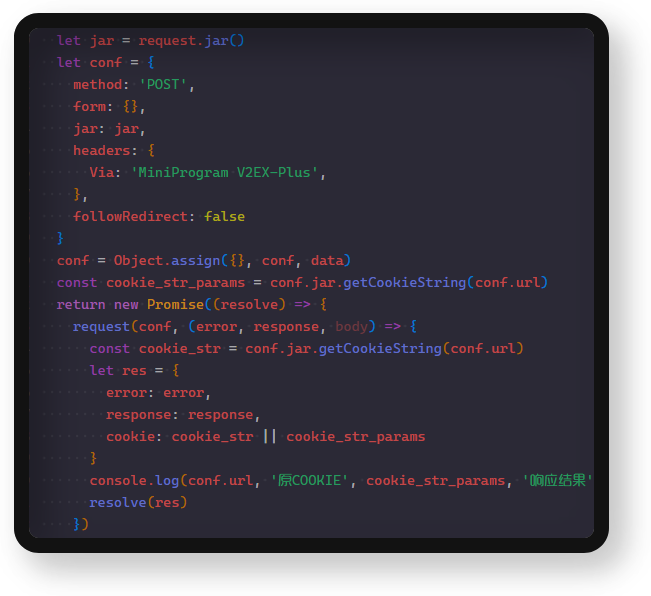 let jar = request.jar()
let conf = {
method: 'POST',
form: {},
jar: jar,
headers: {
Via: 'MiniProgram V2EX-Plus',
},
followRedirect: false
}
conf = Object.assign({}, conf, data)
const cookie_str_params = conf.jar.getCookieString(conf.url)
return new Promise((resolve) => {
request(conf, (error, response, body) => {
const cookie_str = conf.jar.getCookieString(conf.url)
let res = {
error: error,
response: response,
cookie: cookie_str || cookie_str_params
}
console.log(conf.url, '原COOKIE', cookie_str_params, '响应结果'
resolve(res)
})